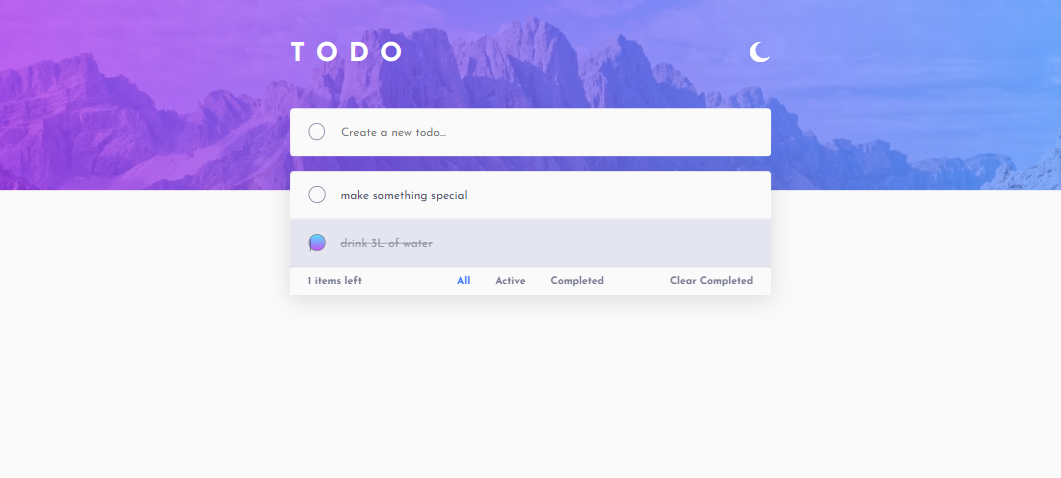 TODO
Create a new todo...
make something special
drink 3L of water
1 items left All Active Completed Clear Completed